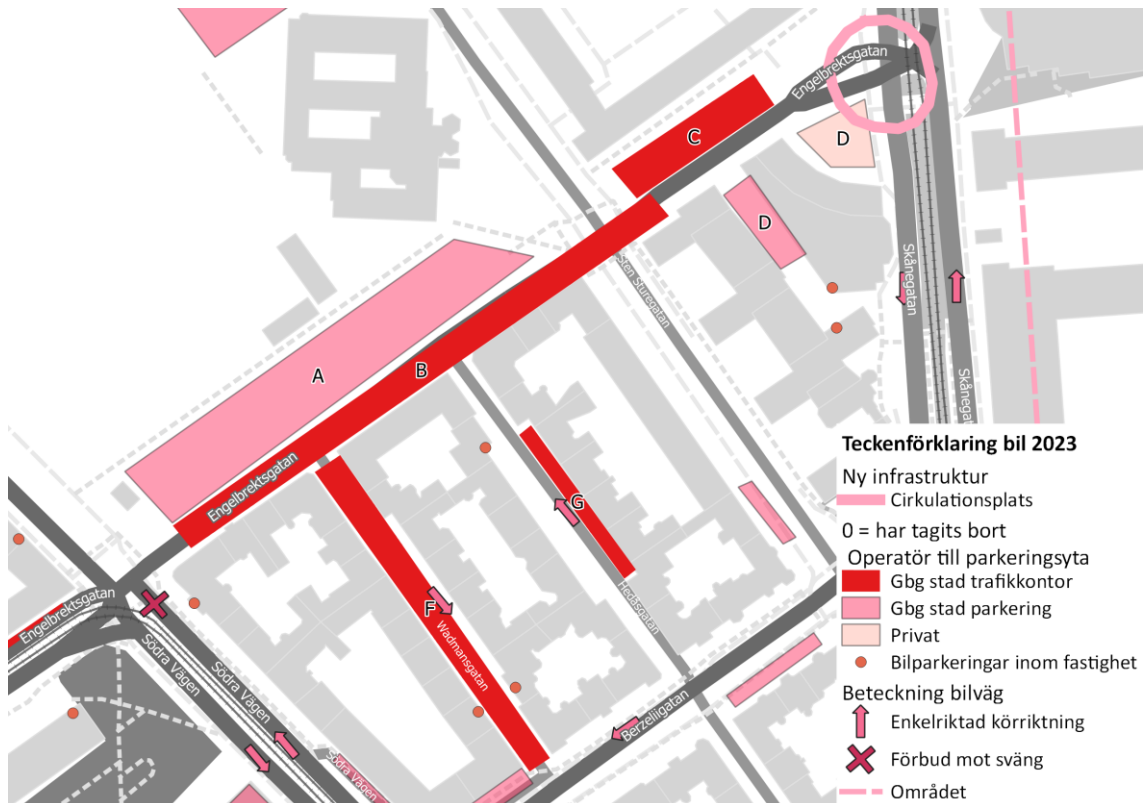 Engelbrektsgatan
C
D
D
Sten Sturegatan
Skånegatan
Skånegat
A
B
Engelbrektsgatan
G
Hedåsgatan
F
Wadmansgatan
Engelbrektsgatan
Södra Vägen
Södra Vägen
Södra Vägen
Berzeliigatan
Teckenförklaring bil 2023
Ny infrastruktur
Cirkulationsplats
0 = har tagits bort
Operatör till parkeringsyta
Gbg stad trafikkontor
Gbg stad parkering
Privat
Bilparkeringar inom fastighet
Beteckning bilväg
Enkelriktad körriktning
Förbud mot sväng
Området